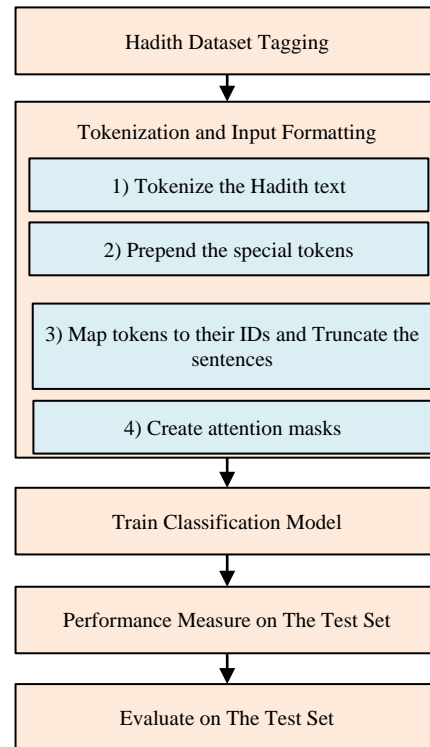 Hadith Dataset Tagging
Tokenization and Input Formatting
1) Tokenize the Hadith text
2) Prepend the special tokens
3) Map tokens to their IDs and Truncate the
sentences
4) Create attention masks
Train Classification Model
Performance Measure on The Test Set
Evaluate on The Test Set